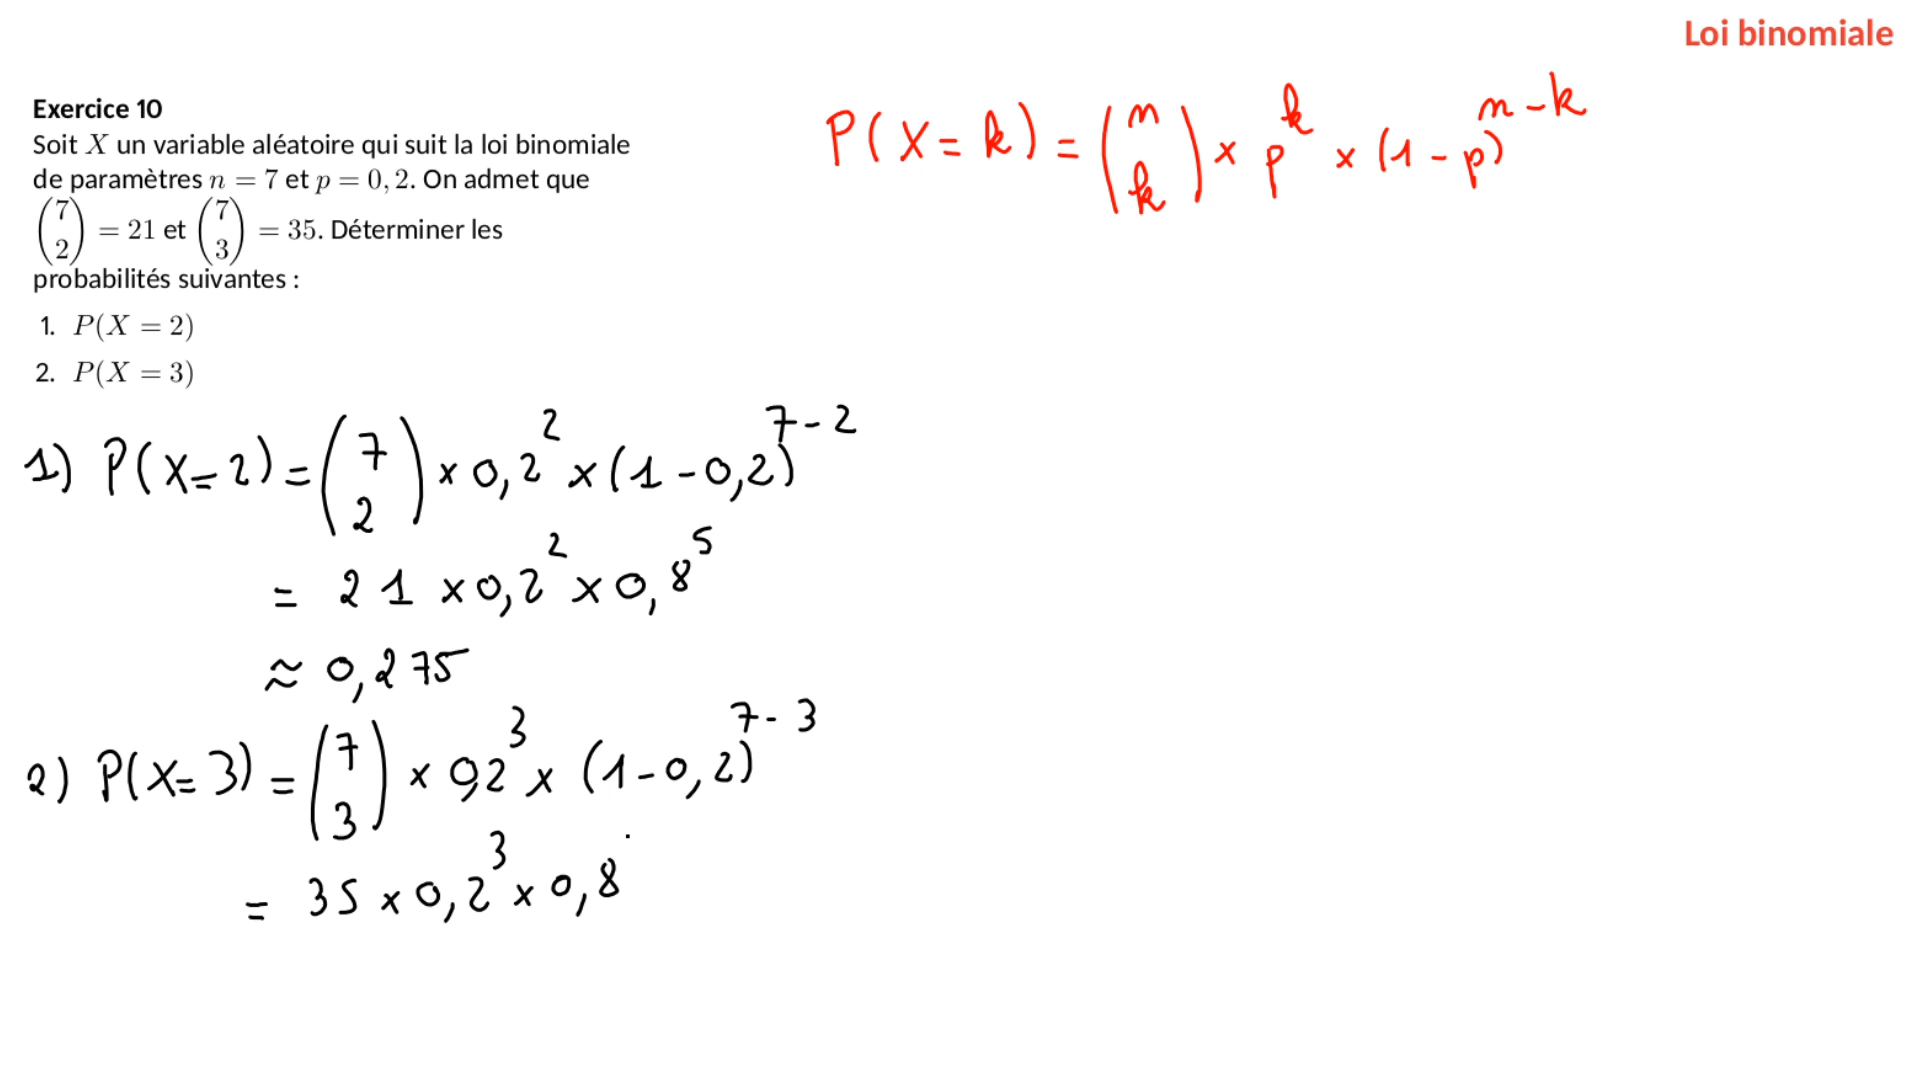 Loi binomiale
Exercice 10
Soit X un variable aléatoire qui suit la loi binomiale
de paramètres n = 7 et p = 0, 2. On admet que
(7 2) = 21 et (7 3) = 35. Déterminer les
probabilités suivantes :
1. P(X = 2)
2. P(X = 3)
P(X = k) = (n k) × p^k × (1 - p)^{n-k}
1) P(X=2) = (7 2) × 0,2^2 × (1 - 0,2)^{7-2}
= 21 × 0,2^2 × 0,8^5
≈ 0,275
2) P(X=3) = (7 3) × 0,2^3 × (1-0,2)^{7-3}
= 35 × 0,2^3 × 0,8